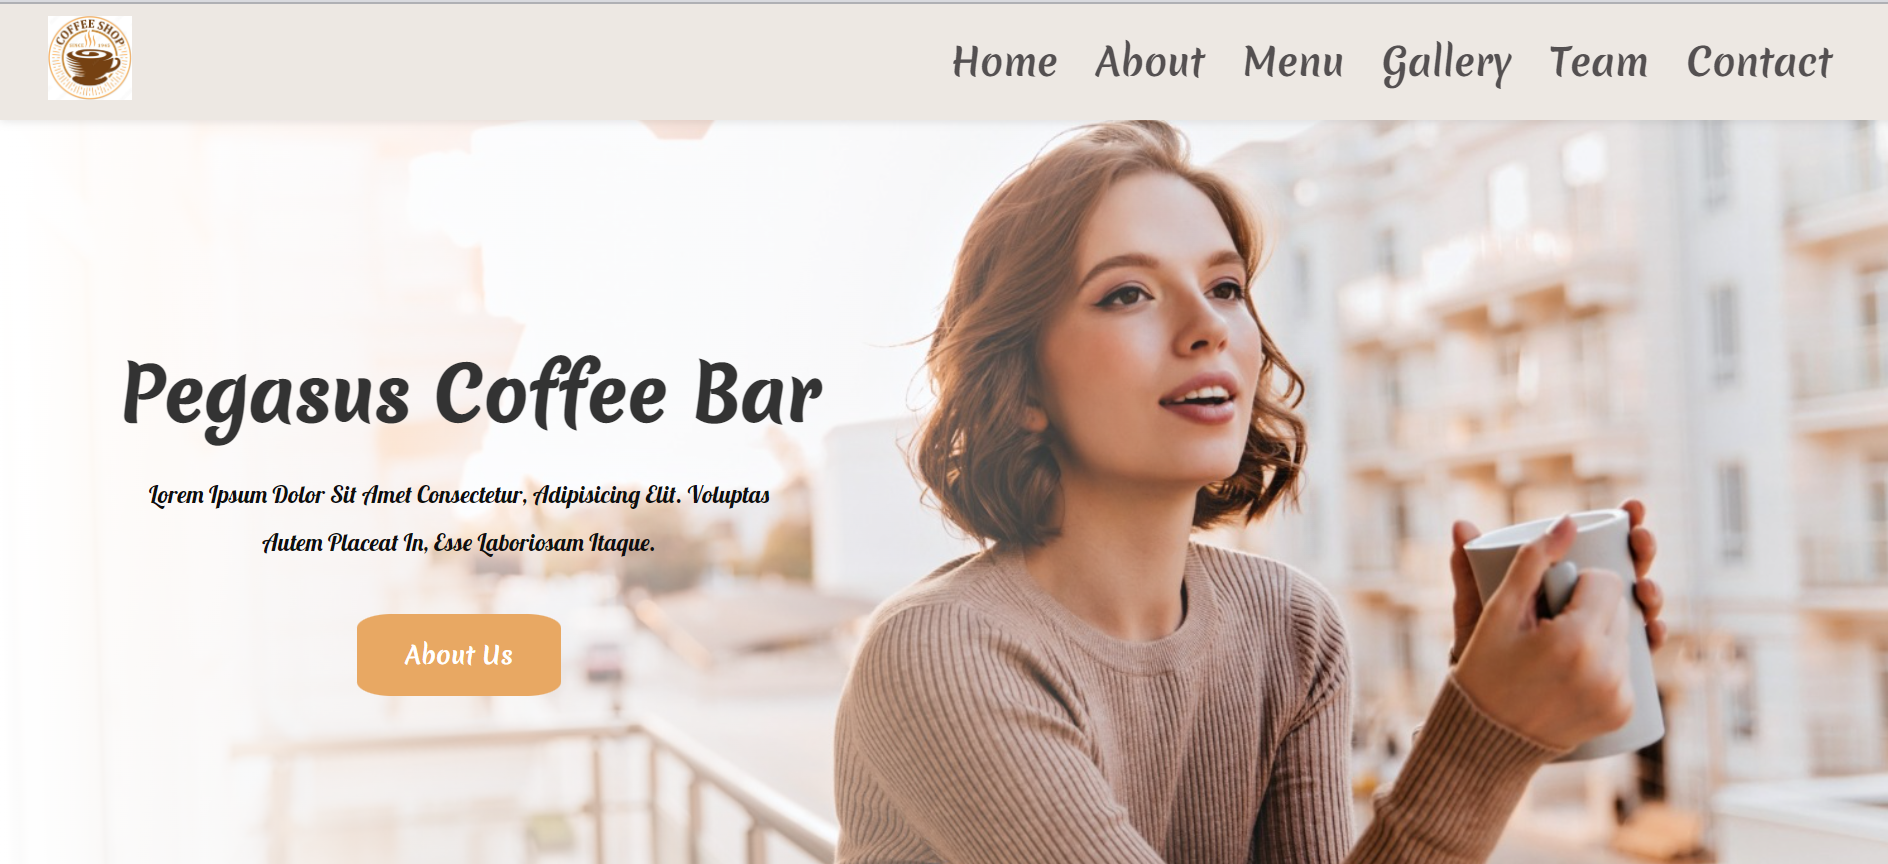 COFFEE SHOP
SINCE 1965
Home About Menu Gallery Team Contact
Pegasus Coffee Bar
Lorem Ipsum Dolor Sit Amet Consectetur, Adipisicing Elit. Voluptas
Autem Placeat In, Esse Laboriosam Itaque.
About Us